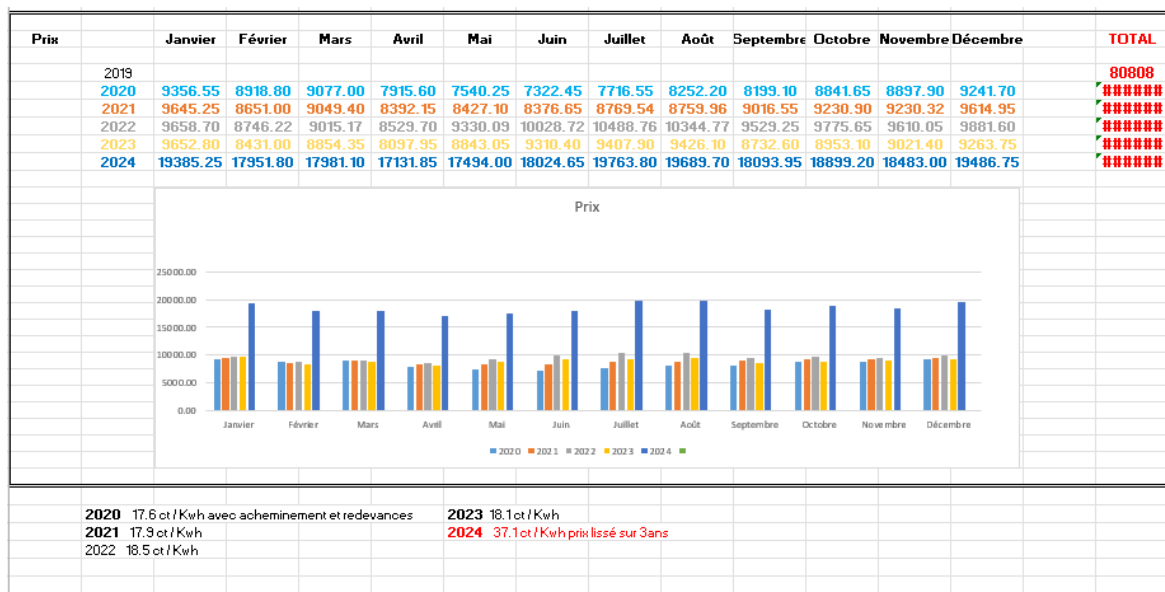 Prix Janvier Février Mars Avril Mai Juin Juillet Août Septembre Octobre Novembre Décembre TOTAL
2019 80808
2020 9356.55 8918.80 9077.00 7915.60 7540.25 7322.45 7716.55 8252.20 8199.10 8841.65 8897.90 9241.70 ######
2021 9645.25 8651.00 9049.40 8392.15 8427.10 8376.65 8769.54 8759.96 9016.55 9230.90 9230.32 9614.95 ######
2022 9658.70 8746.22 9015.17 8529.70 9330.09 10028.72 10488.76 10344.77 9529.25 9775.65 9610.05 9881.60 ######
2023 9652.80 8431.00 8854.35 8097.95 8843.05 9310.40 9407.90 9426.10 8732.60 8953.10 9021.40 9263.75 ######
2024 19385.25 17951.80 17981.10 17131.85 17494.00 18024.65 19763.80 19689.70 18093.95 18899.20 18483.00 19486.75 ######
Prix
25000.00
20000.00
15000.00
10000.00
5000.00
0.00
Janvier Février Mars Avril Mai Juin Juillet Août Septembre Octobre Novembre Décembre
2020 2021 2022 2023 2024
2020 17.6 ct / Kwh avec acheminement et redevances 2023 18.1ct / Kwh
2021 17.9 ct / Kwh 2024 37.1ct / Kwh prix lissé sur 3ans
2022 18.5 ct / Kwh